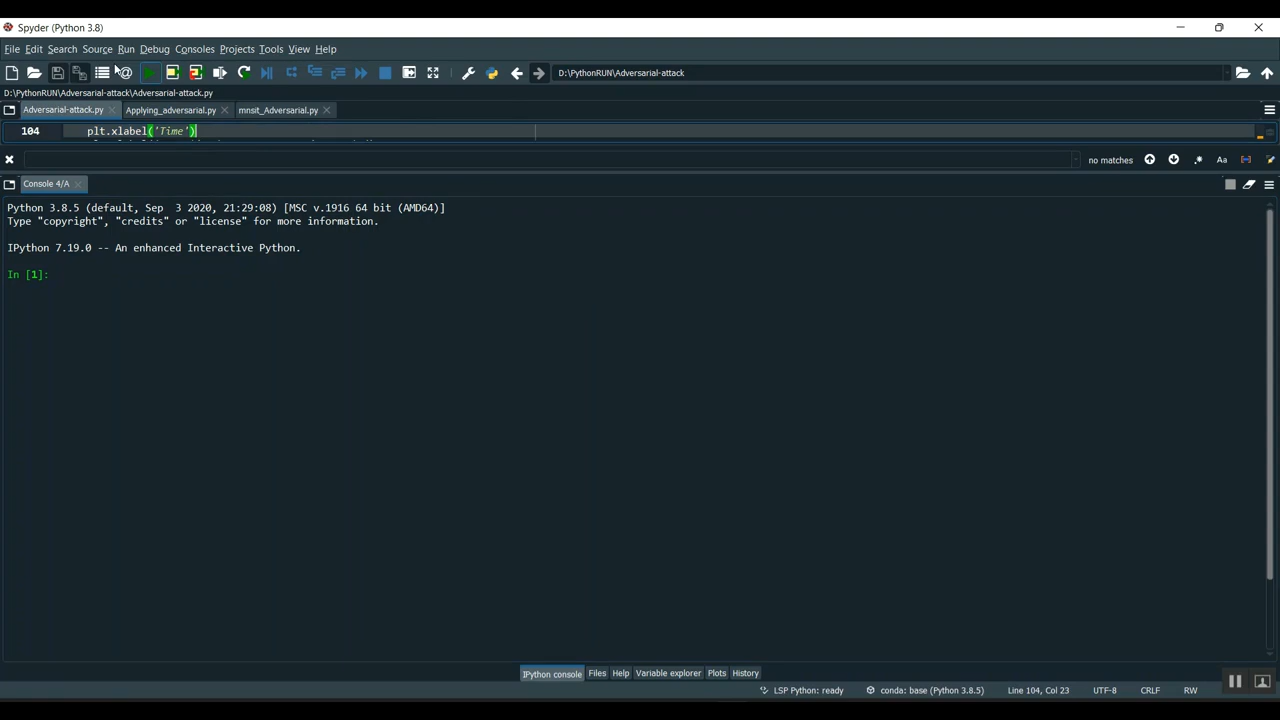 Spyder (Python 3.8)
File Edit Search Source Run Debug Consoles Projects Tools View Help
D:\PythonRUN\Adversarial-attack
D:\PythonRUN\Adversarial-attack\Adversarial-attack.py
Adversarial-attack.py Applying_adversarial.py mnsit_Adversarial.py
104 plt.xlabel('Time')
no matches .* Aa
Console 4/A
Python 3.8.5 (default, Sep  3 2020, 21:29:08) [MSC v.1916 64 bit (AMD64)]
Type "copyright", "credits" or "license" for more information.
IPython 7.19.0 -- An enhanced Interactive Python.
In [1]:
IPython console Files Help Variable explorer Plots History
LSP Python: ready conda: base (Python 3.8.5) Line 104, Col 23 UTF-8 CRLF RW